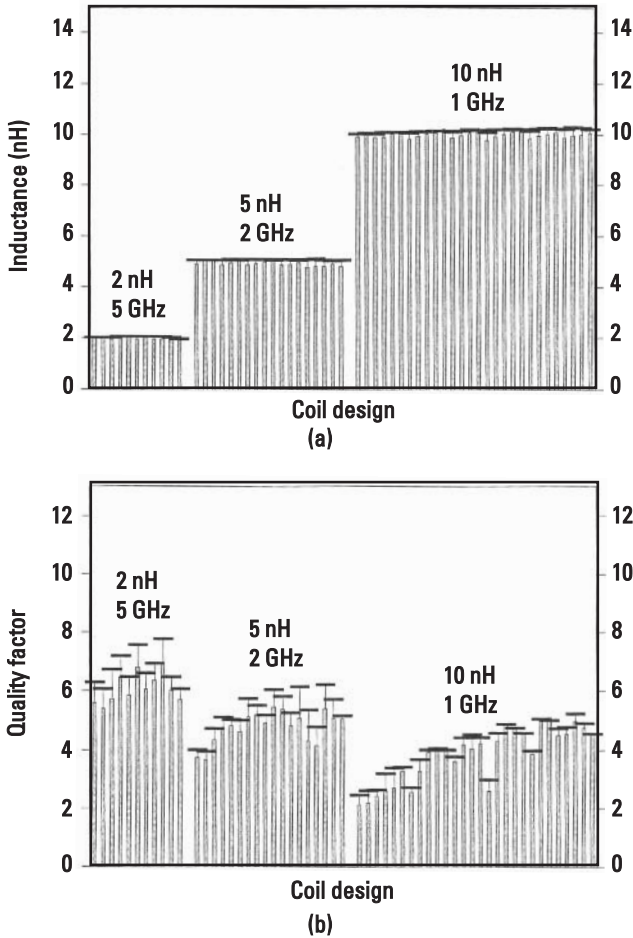 14
14
12
12
10 nH
1 GHz
10
10
Inductance (nH)
8
8
5 nH
2 GHz
6
6
2 nH
5 GHz
4
4
2
2
0
0
Coil design
(a)
12
12
10
10
2 nH
5 GHz
8
8
5 nH
2 GHz
Quality factor
6
6
10 nH
1 GHz
4
4
2
2
0
0
Coil design
(b)